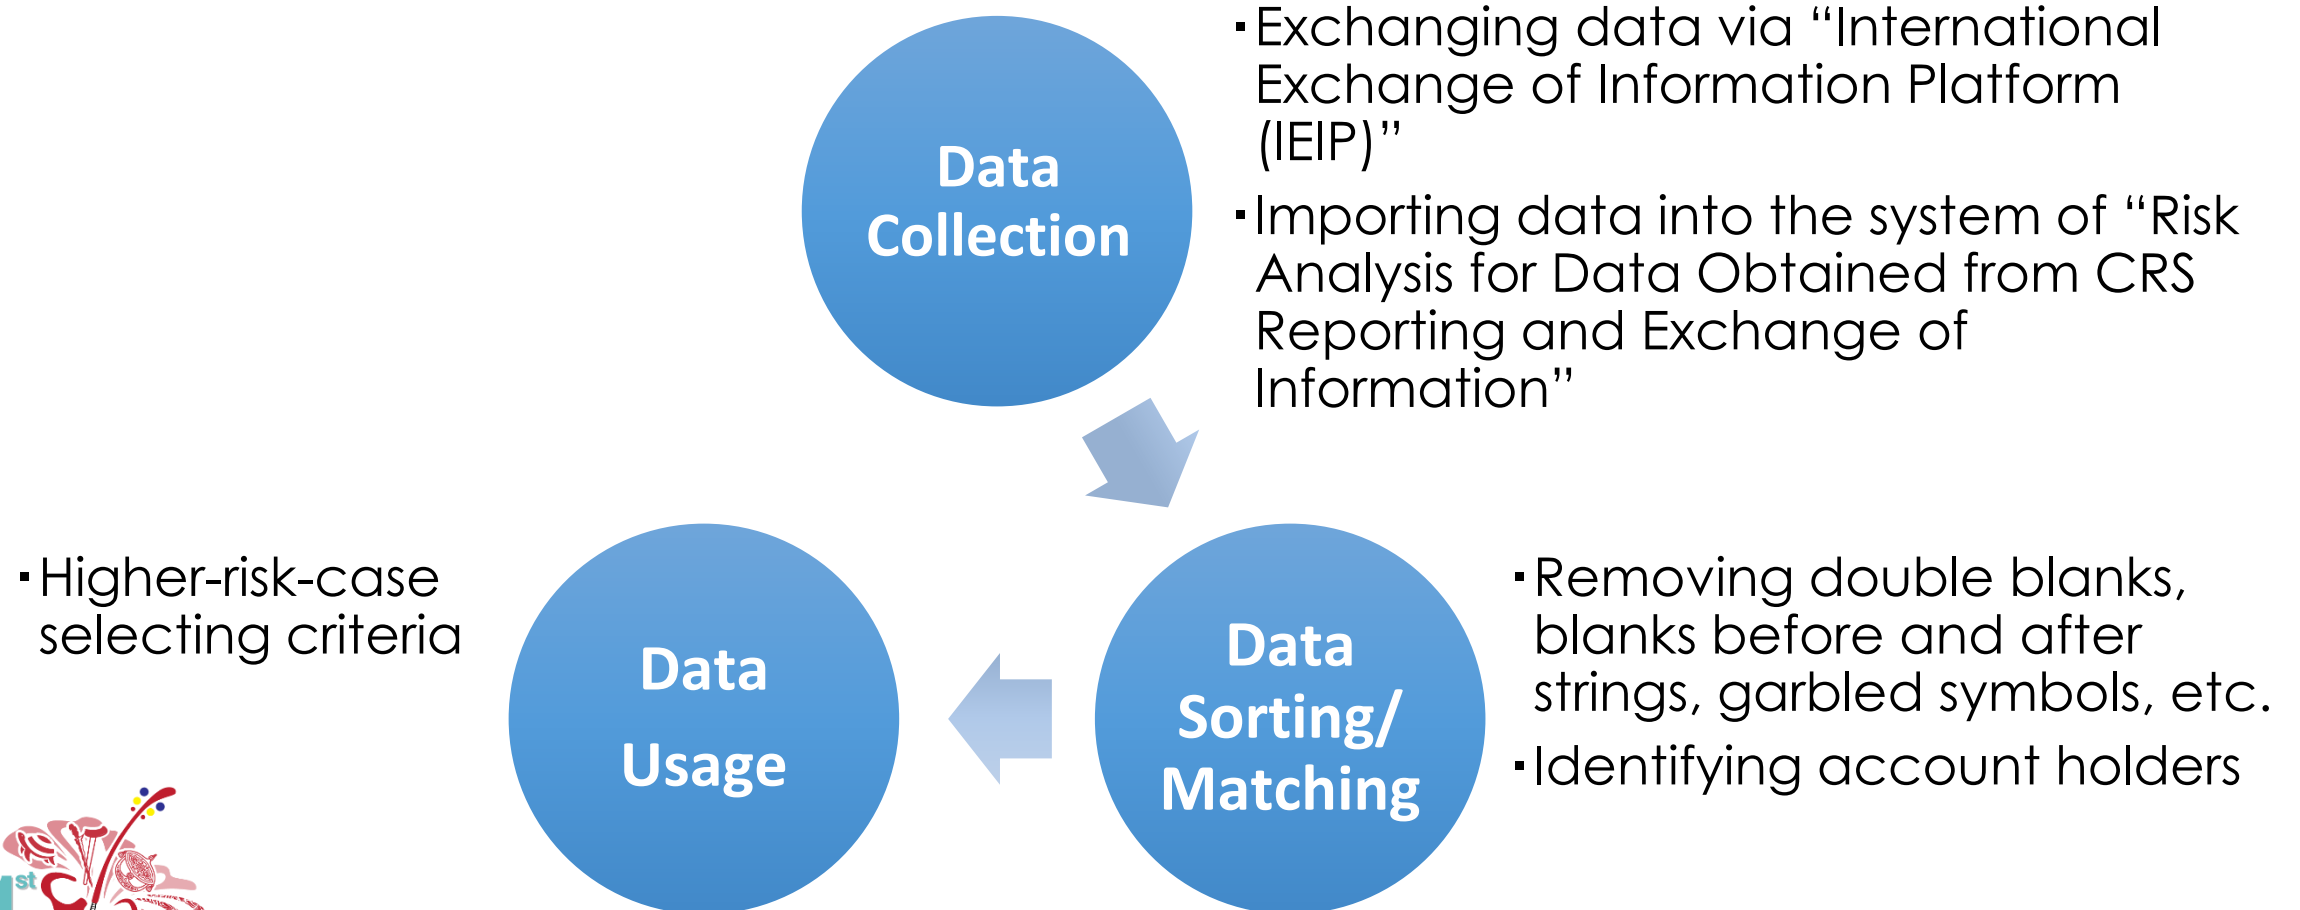 Data
Collection
▪Exchanging data via “International
Exchange of Information Platform
(IEIP)”
▪Importing data into the system of “Risk
Analysis for Data Obtained from CRS
Reporting and Exchange of
Information”
Data
Sorting/
Matching
▪Removing double blanks,
blanks before and after
strings, garbled symbols, etc.
▪Identifying account holders
Data
Usage
▪Higher-risk-case
selecting criteria
st